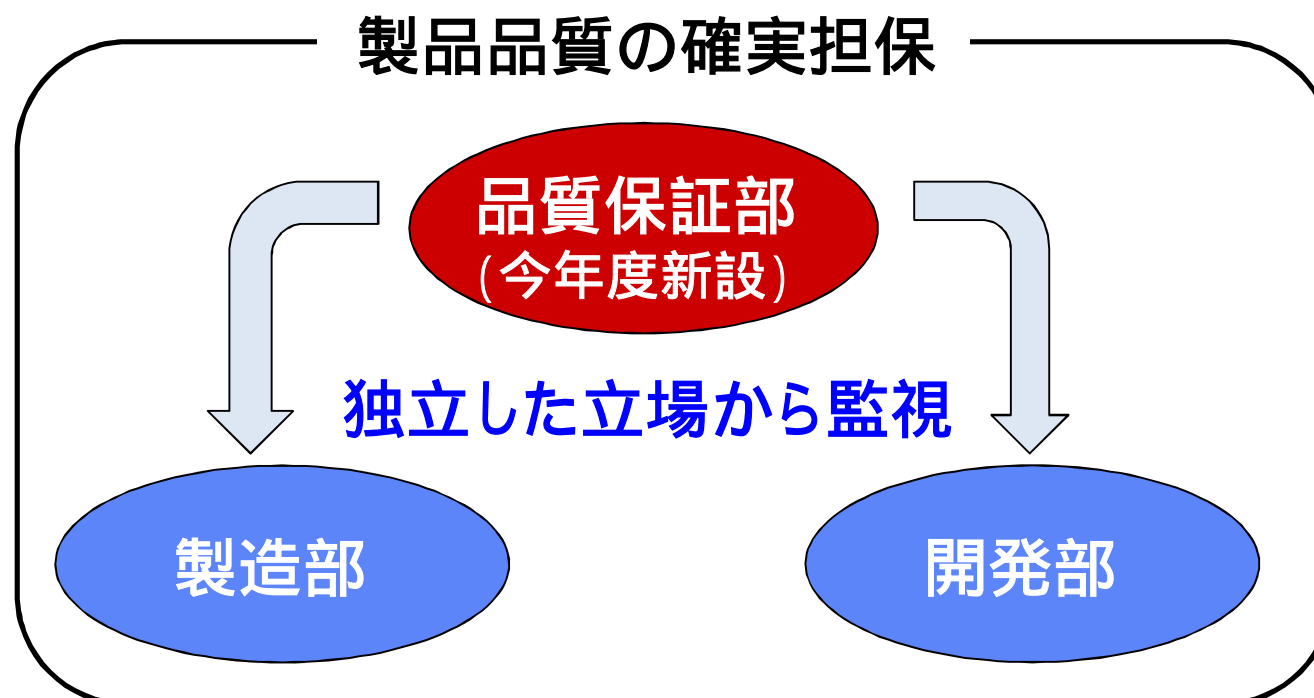 製品品質の確実担保
品質保証部
(今年度新設)
独立した立場から監視
製造部
開発部